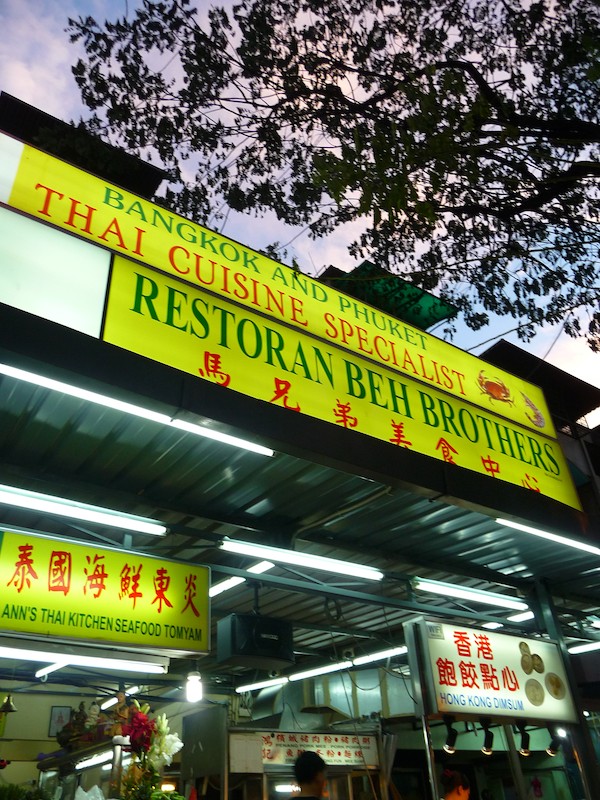 BANGKOK AND PHUKET
THAI CUISINE SPECIALIST
RESTORAN BEH BROTHERS
馬兄弟美食中心
泰國海鮮東炎
ANN'S THAI KITCHEN SEAFOOD TOMYAM
香港
飽餃點心
HONG KONG DIMSUM